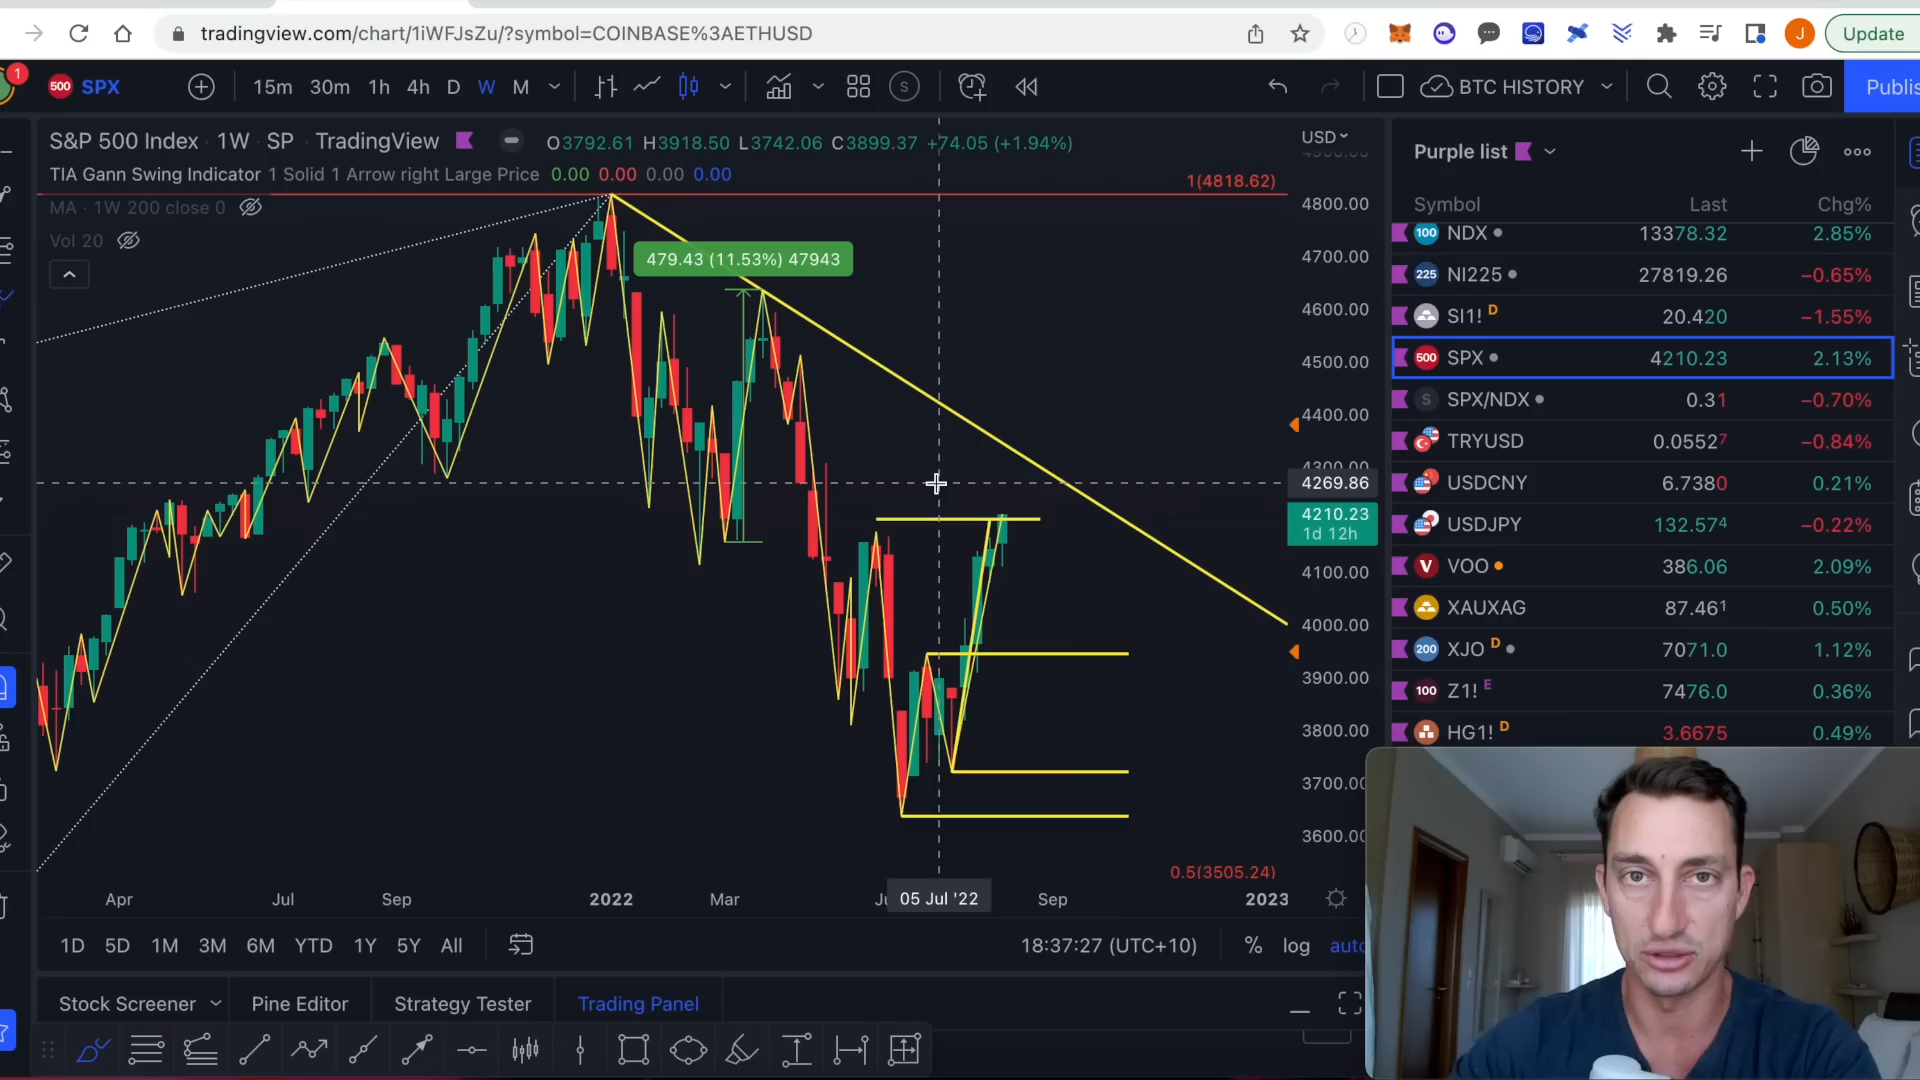 tradingview.com/chart/1iWFJsZu/?symbol=COINBASE%3AETHUSD
J
Update
1
500 SPX 15m 30m 1h 4h D W M S BTC HISTORY
S&P 500 Index · 1W · SP · TradingView O3792.61 H3918.50 L3742.06 C3899.37 +74.05 (+1.94%)
TIA Gann Swing Indicator 1 Solid 1 Arrow right Large Price 0.00 0.00 0.00 0.00
MA · 1W 200 close 0
Vol 20
USD
1(4818.62)
479.43 (11.53%) 47943
4800.00
4700.00
4600.00
4500.00
4400.00
4300.00
4269.86
4210.23
1d 12h
4100.00
4000.00
3900.00
3800.00
3700.00
3600.00
0.5(3505.24)
Apr Jul Sep 2022 Mar 05 Jul '22 Sep 2023
1D 5D 1M 3M 6M YTD 1Y 5Y All 18:37:27 (UTC+10) % log auto
Stock Screener Pine Editor Strategy Tester Trading Panel
Purple list
Symbol Last Chg%
100 NDX 13378.32 2.85%
225 NI225 27819.26 −0.65%
SI1! D 20.420 −1.55%
500 SPX 4210.23 2.13%
S SPX/NDX 0.31 −0.70%
TRYUSD 0.05527 −0.84%
USDCNY 6.7380 0.21%
USDJPY 132.574 −0.22%
V VOO 386.06 2.09%
XAUXAG 87.461 0.50%
200 XJO D 7071.0 1.12%
100 Z1! E 7476.0 0.36%
HG1! D 3.6675 0.49%